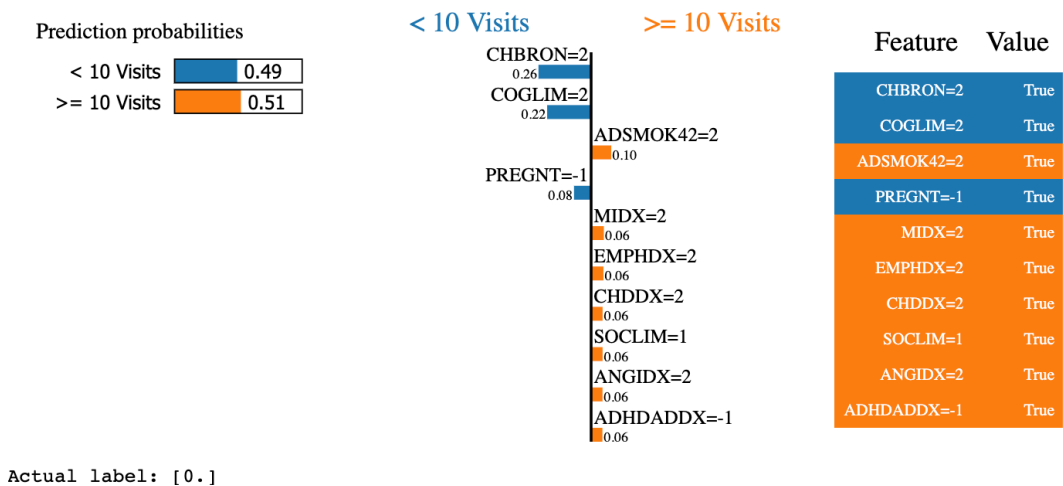 Prediction probabilities
< 10 Visits 0.49
>= 10 Visits 0.51
< 10 Visits >= 10 Visits
CHBRON=2
0.26
COGLIM=2
0.22
ADSMOK42=2
0.10
PREGNT=-1
0.08
MIDX=2
0.06
EMPHDX=2
0.06
CHDDX=2
0.06
SOCLIM=1
0.06
ANGIDX=2
0.06
ADHDADDX=-1
0.06
Feature Value
CHBRON=2 True
COGLIM=2 True
ADSMOK42=2 True
PREGNT=-1 True
MIDX=2 True
EMPHDX=2 True
CHDDX=2 True
SOCLIM=1 True
ANGIDX=2 True
ADHDADDX=-1 True
Actual label: [0.]